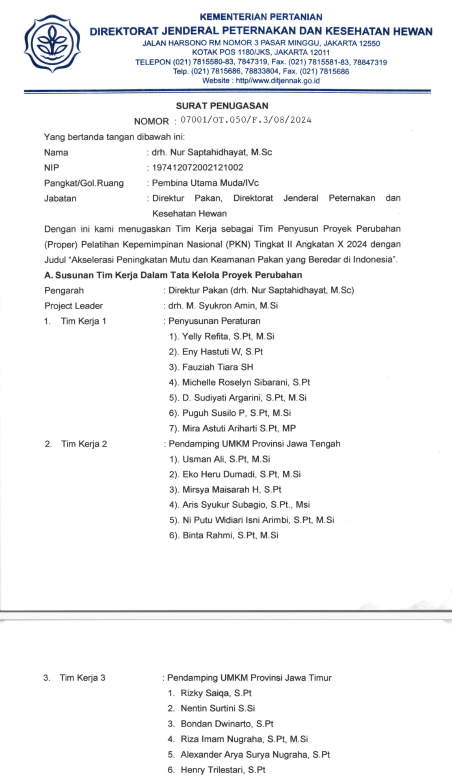 KEMENTERIAN PERTANIAN
DIREKTORAT JENDERAL PETERNAKAN DAN KESEHATAN HEWAN
JALAN HARSONO RM NOMOR 3 PASAR MINGGU, JAKARTA 12550
KOTAK POS 1180/JKS, JAKARTA 12011
TELEPON (021) 7815580-83, 7847319, Fax. (021) 7815581-83, 78847319
Telp. (021) 7815686, 78833804, Fax. (021) 7815686
Website : http//www.ditjennak.go.id
SURAT PENUGASAN
NOMOR : 07001/OT.050/F.3/08/2024
Yang bertanda tangan dibawah ini:
Nama : drh. Nur Saptahidhayat, M.Sc
NIP : 197412072002121002
Pangkat/Gol.Ruang : Pembina Utama Muda/IVc
Jabatan : Direktur Pakan, Direktorat Jenderal Peternakan dan
Kesehatan Hewan
Dengan ini kami menugaskan Tim Kerja sebagai Tim Penyusun Proyek Perubahan
(Proper) Pelatihan Kepemimpinan Nasional (PKN) Tingkat II Angkatan X 2024 dengan
Judul “Akselerasi Peningkatan Mutu dan Keamanan Pakan yang Beredar di Indonesia”.
A. Susunan Tim Kerja Dalam Tata Kelola Proyek Perubahan
Pengarah : Direktur Pakan (drh. Nur Saptahidhayat, M.Sc)
Project Leader : drh. M. Syukron Amin, M.Si
1. Tim Kerja 1 : Penyusunan Peraturan
1). Yelly Refita, S.Pt, M.Si
2). Eny Hastuti W, S.Pt
3). Fauziah Tiara SH
4). Michelle Roselyn Sibarani, S.Pt
5). D. Sudiyati Argarini, S.Pt, M.Si
6). Puguh Susilo P, S.Pt, M.Si
7). Mira Astuti Ariharti S.Pt, MP
2. Tim Kerja 2 : Pendamping UMKM Provinsi Jawa Tengah
1). Usman Ali, S.Pt, M.Si
2). Eko Heru Dumadi, S.Pt, M.Si
3). Mirsya Maisarah H, S.Pt
4). Aris Syukur Subagio, S.Pt., Msi
5). Ni Putu Widiari Isni Arimbi, S.Pt, M.Si
6). Binta Rahmi, S.Pt, M.Si
3. Tim Kerja 3 : Pendamping UMKM Provinsi Jawa Timur
1. Rizky Saiqa, S.Pt
2. Nentin Surtini S.Si
3. Bondan Dwinarto, S.Pt
4. Riza Imam Nugraha, S.Pt, M.Si
5. Alexander Arya Surya Nugraha, S.Pt
6. Henry Trilestari, S.Pt